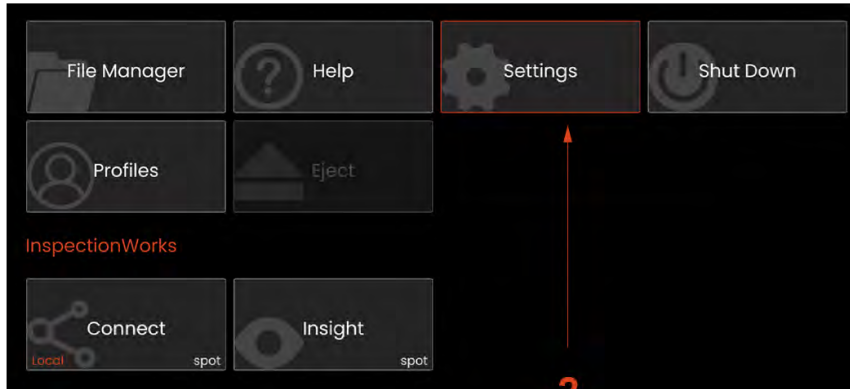 File Manager
Help
Settings
Shut Down
Profiles
Eject
InspectionWorks
Connect
Local
spot
Insight
spot